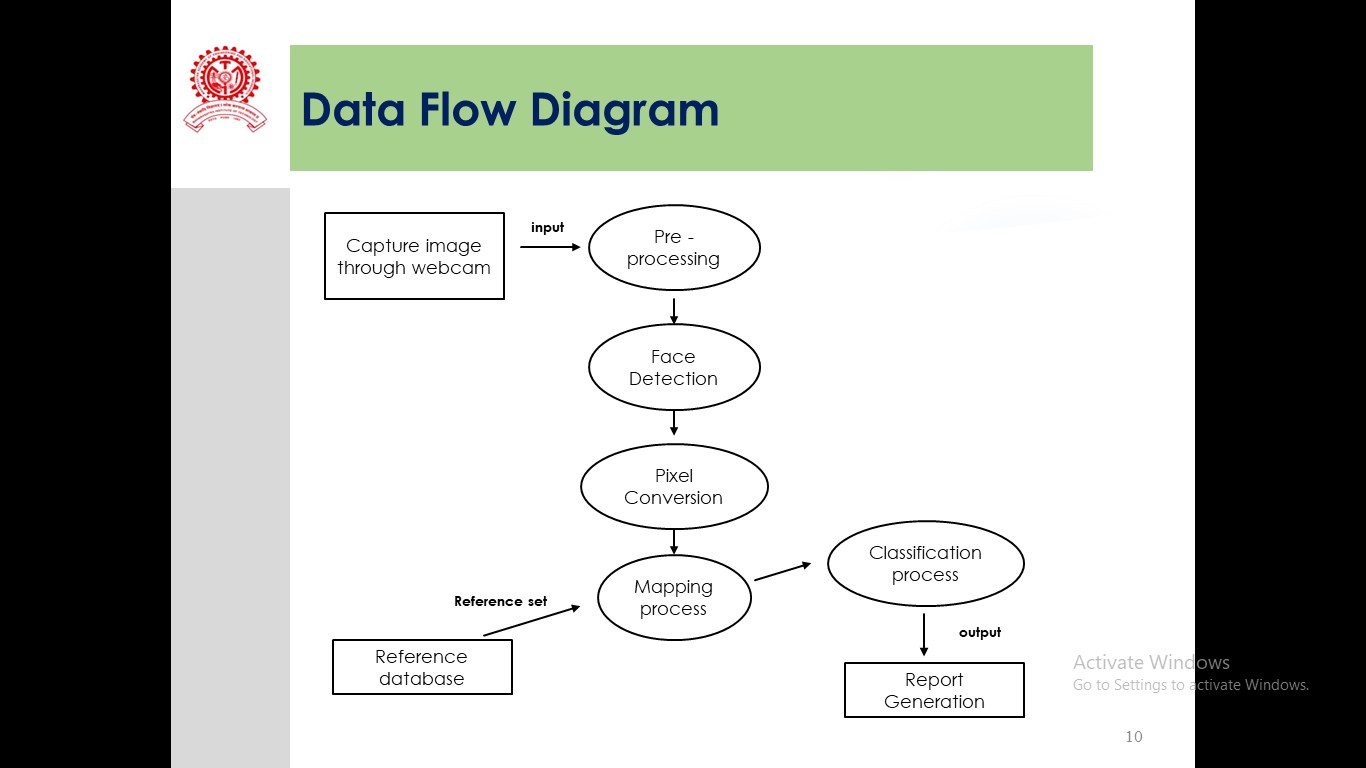 Data Flow Diagram
Capture image
through webcam
input
Pre -
processing
Face
Detection
Pixel
Conversion
Mapping
process
Reference set
Reference
database
Classification
process
output
Report
Generation
Activate Windows
Go to Settings to activate Windows.
10